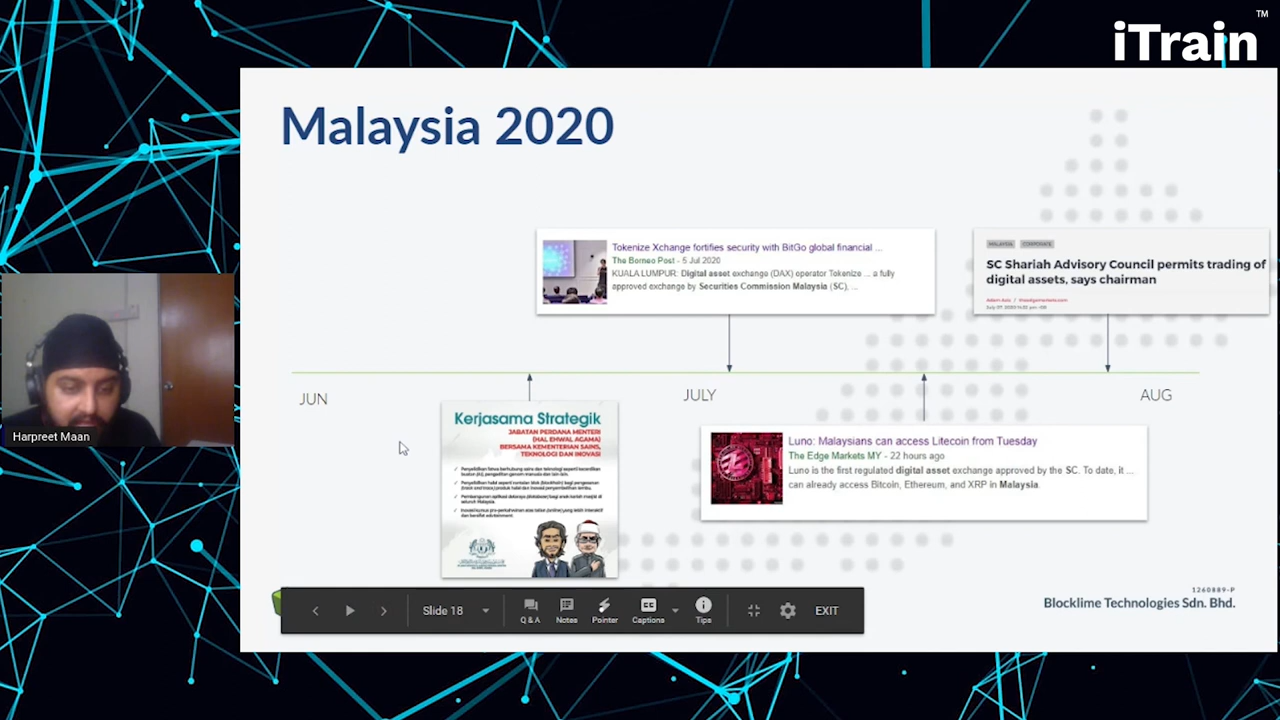 iTrain™
Malaysia 2020
Tokenize Xchange fortifies security with BitGo global financial ...
The Borneo Post - 5 Jul 2020
KUALA LUMPUR: Digital asset exchange (DAX) operator Tokenize ... a fully
approved exchange by Securities Commission Malaysia (SC), ...
MALAYSIA CORPORATE
SC Shariah Advisory Council permits trading of
digital assets, says chairman
JUN
JULY
AUG
Kerjasama Strategik
JABATAN PERDANA MENTERI
(HAL EHWAL AGAMA)
BERSAMA KEMENTERIAN SAINS,
TEKNOLOGI DAN INOVASI
Luno: Malaysians can access Litecoin from Tuesday
The Edge Markets MY - 22 hours ago
Luno is the first regulated digital asset exchange approved by the SC. To date, it ...
can already access Bitcoin, Ethereum, and XRP in Malaysia.
Harpreet Maan
Slide 18
Q & A
Notes
Pointer
CC
Captions
Tips
EXIT
1260889-P
Blocklime Technologies Sdn. Bhd.